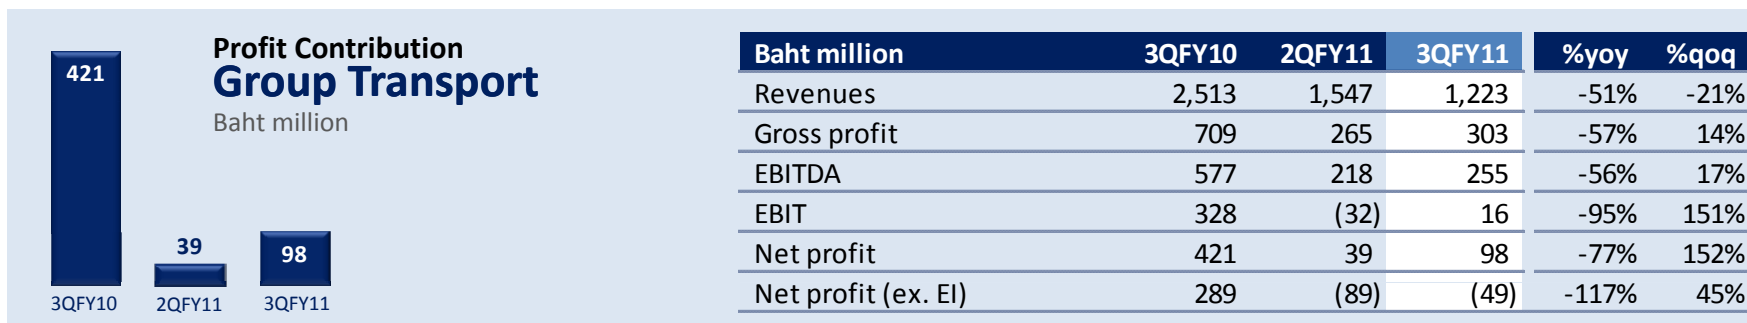 Profit Contribution
Group Transport
Baht million
421
39
98
3QFY10 2QFY11 3QFY11
Baht million 3QFY10 2QFY11 3QFY11 %yoy %qoq
Revenues 2,513 1,547 1,223 -51% -21%
Gross profit 709 265 303 -57% 14%
EBITDA 577 218 255 -56% 17%
EBIT 328 (32) 16 -95% 151%
Net profit 421 39 98 -77% 152%
Net profit (ex. EI) 289 (89) (49) -117% 45%